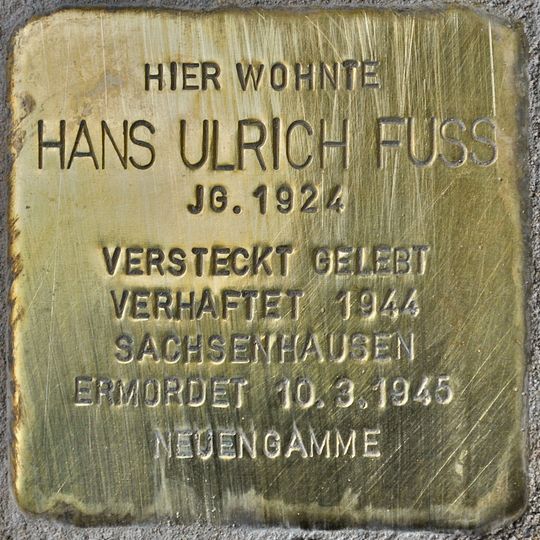 HIER WOHNTE
HANS ULRICH FUSS
JG. 1924
VERSTECKT GELEBT
VERHAFTET 1944
SACHSENHAUSEN
ERMORDET 10.3.1945
NEUENGAMME